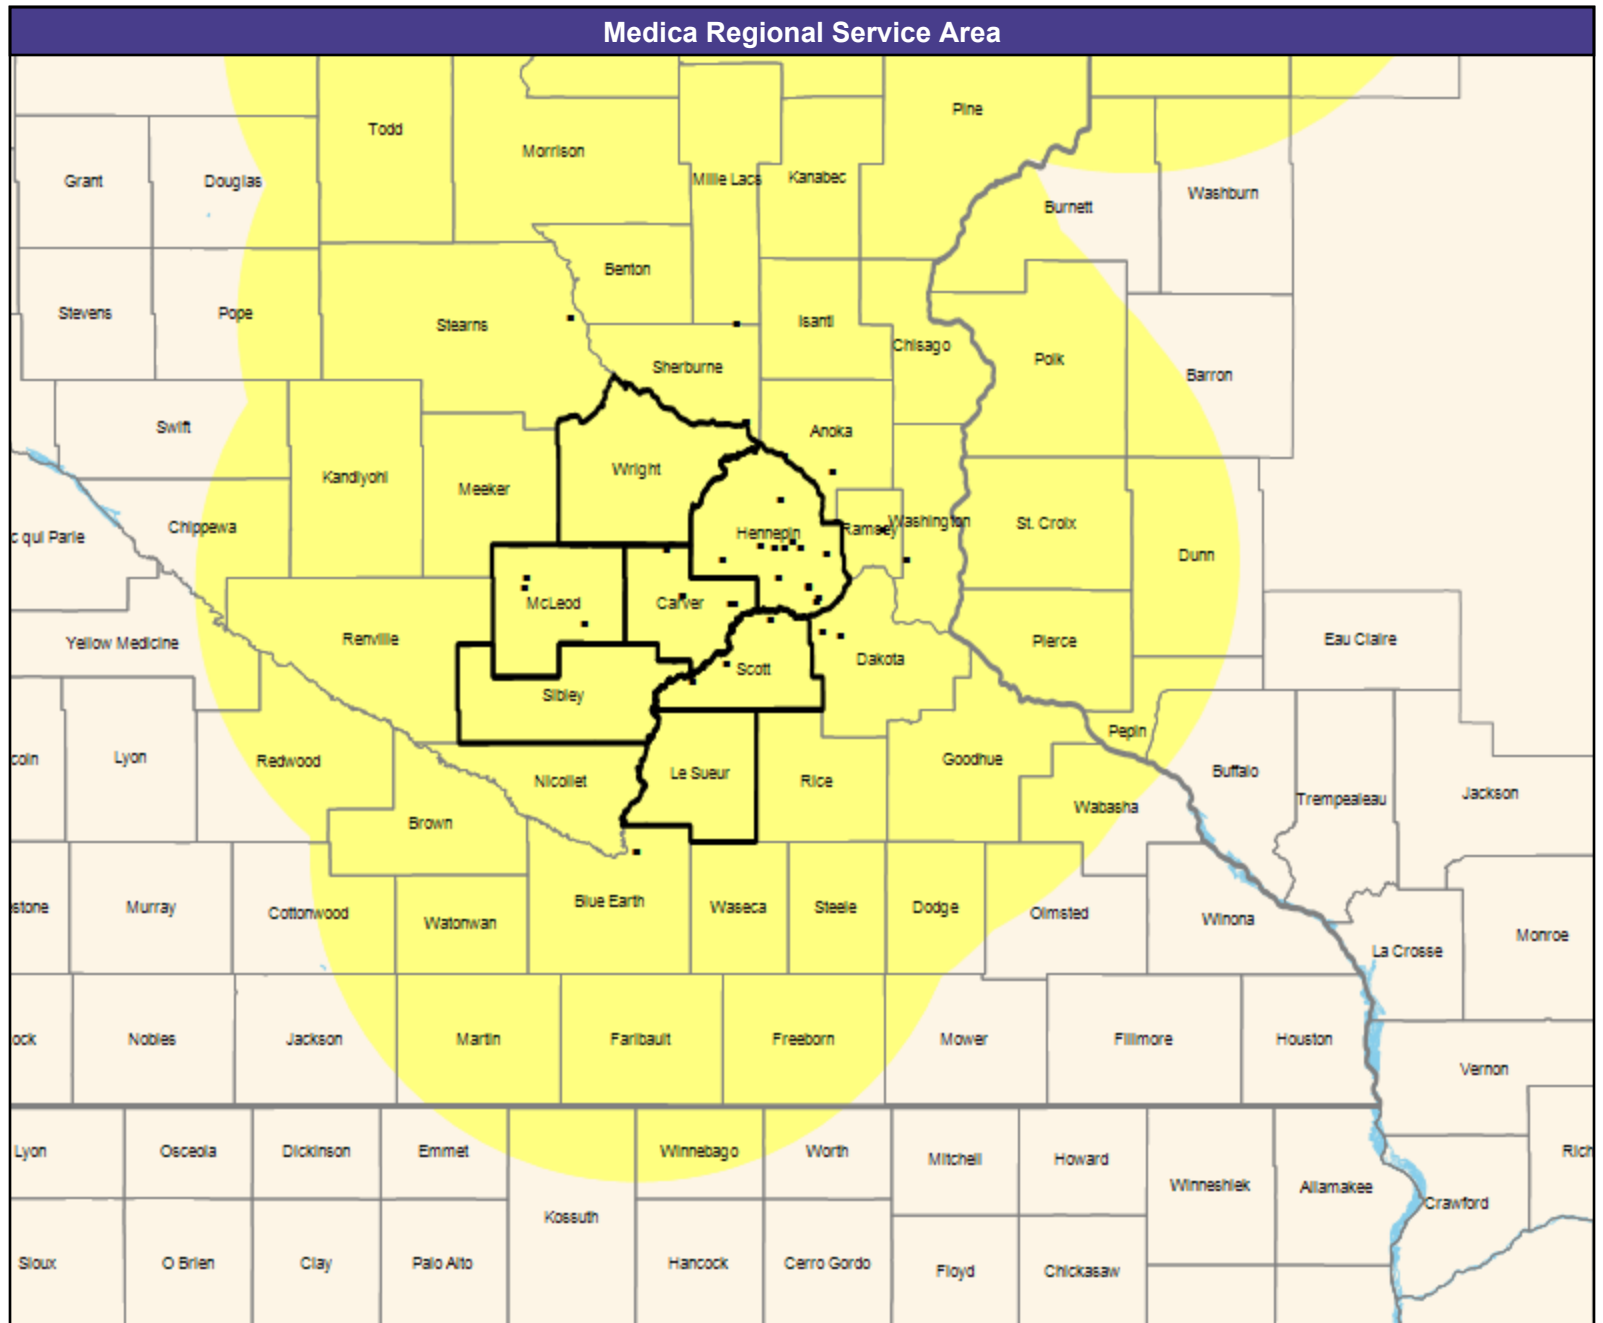 Medica Regional Service Area
Pine
Todd
Morrison
Grant
Douglas
Mille Lacs
Kanabec
Washburn
Burnett
Benton
Stevens
Pope
Stearns
Isanti
Chisago
Polk
Sherburne
Barron
Swift
Anoka
Kandiyohi
Wright
Meeker
Chippewa
Hennepin
Ramsey
Washington
St. Croix
c qui Parle
Dunn
McLeod
Carver
Yellow Medicine
Renville
Pierce
Eau Claire
Scott
Dakota
Sibley
coln
Lyon
Redwood
Nicollet
Le Sueur
Rice
Goodhue
Pepin
Buffalo
Trempealeau
Jackson
Brown
Wabasha
stone
Murray
Cottonwood
Watonwan
Blue Earth
Waseca
Steele
Dodge
Olmsted
Winona
La Crosse
Monroe
ock
Nobles
Jackson
Martin
Faribault
Freeborn
Mower
Fillmore
Houston
Vernon
Lyon
Osceola
Dickinson
Emmet
Winnebago
Worth
Mitchell
Howard
Winneshiek
Allamakee
Rich
Crawford
Kossuth
Sioux
O Brien
Clay
Palo Alto
Hancock
Cerro Gordo
Floyd
Chickasaw